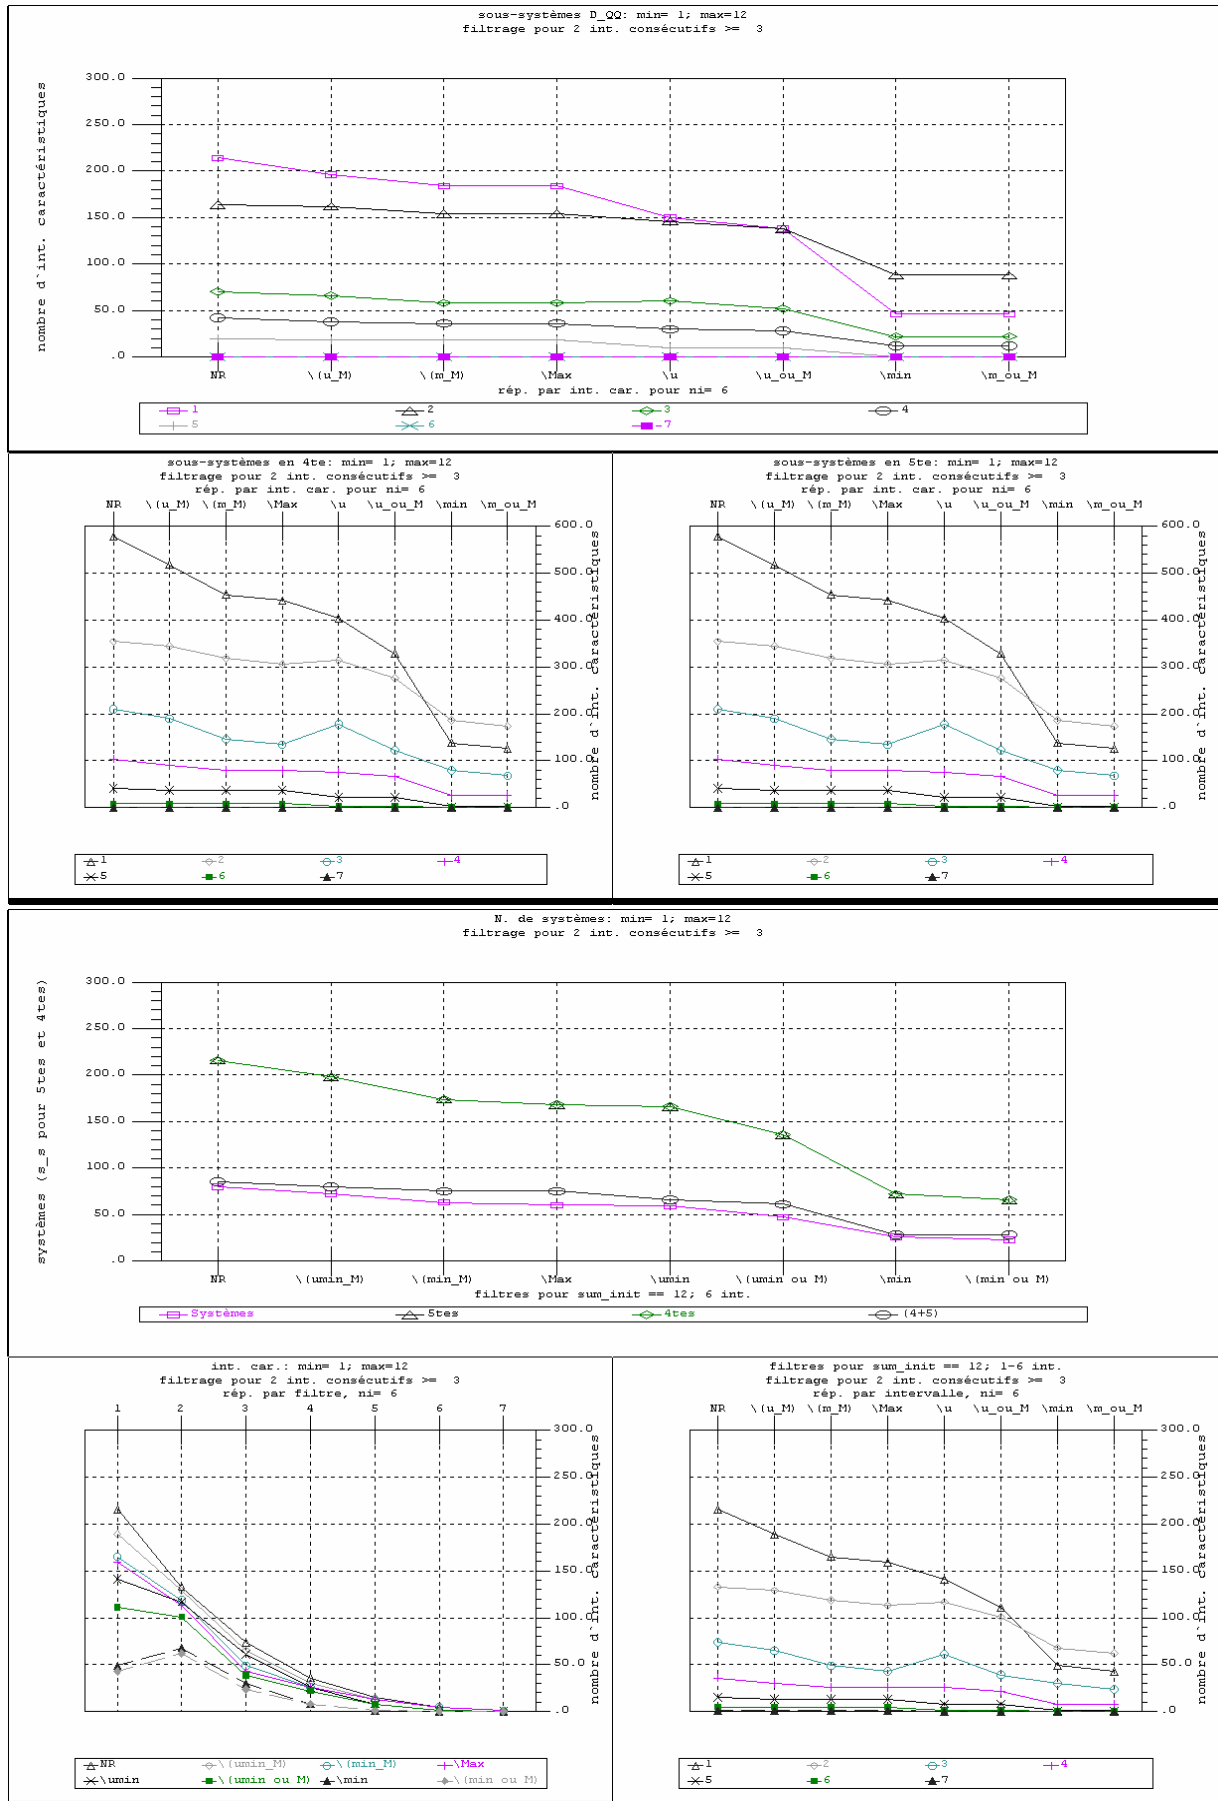 sous-systèmes D_QQ: min= 1; max=12
filtrage pour 2 int. consécutifs >= 3
nombre d`int. caractéristiques
300.0
250.0
200.0
150.0
100.0
50.0
.0
NR \(u_M) \(m_M) \Max \u \u_ou_M \min \m_ou_M
rép. par int. car. pour ni= 6
1 2 3 4
5 6 7
sous-systèmes en 4te: min= 1; max=12
filtrage pour 2 int. consécutifs >= 3
rép. par int. car. pour ni= 6
NR \(u_M) \(m_M) \Max \u \u_ou_M \min \m_ou_M
600.0
500.0
400.0
300.0
200.0
100.0
.0
nombre d`int. caractéristiques
1 2 3 4
5 6 7
sous-systèmes en 5te: min= 1; max=12
filtrage pour 2 int. consécutifs >= 3
rép. par int. car. pour ni= 6
NR \(u_M) \(m_M) \Max \u \u_ou_M \min \m_ou_M
600.0
500.0
400.0
300.0
200.0
100.0
.0
nombre d`int. caractéristiques
1 2 3 4
5 6 7
N. de systèmes: min= 1; max=12
filtrage pour 2 int. consécutifs >= 3
systèmes (s_s pour 5tes et 4tes)
300.0
250.0
200.0
150.0
100.0
50.0
.0
NR \(umin_M) \(min_M) \Max \umin \(umin ou M) \min \(min ou M)
filtres pour sum_init == 12; 6 int.
Systèmes 5tes 4tes (4+5)
int. car.: min= 1; max=12
filtrage pour 2 int. consécutifs >= 3
rép. par filtre, ni= 6
1 2 3 4 5 6 7
300.0
250.0
200.0
150.0
100.0
50.0
.0
nombre d`int. caractéristiques
NR \(umin_M) \(min_M) \Max
\umin \(umin ou M) \min \(min ou M)
filtres pour sum_init == 12; 1-6 int.
filtrage pour 2 int. consécutifs >= 3
rép. par intervalle, ni= 6
NR \(u_M) \(m_M) \Max \u \u_ou_M \min \m_ou_M
300.0
250.0
200.0
150.0
100.0
50.0
.0
nombre d`int. caractéristiques
1 2 3 4
5 6 7